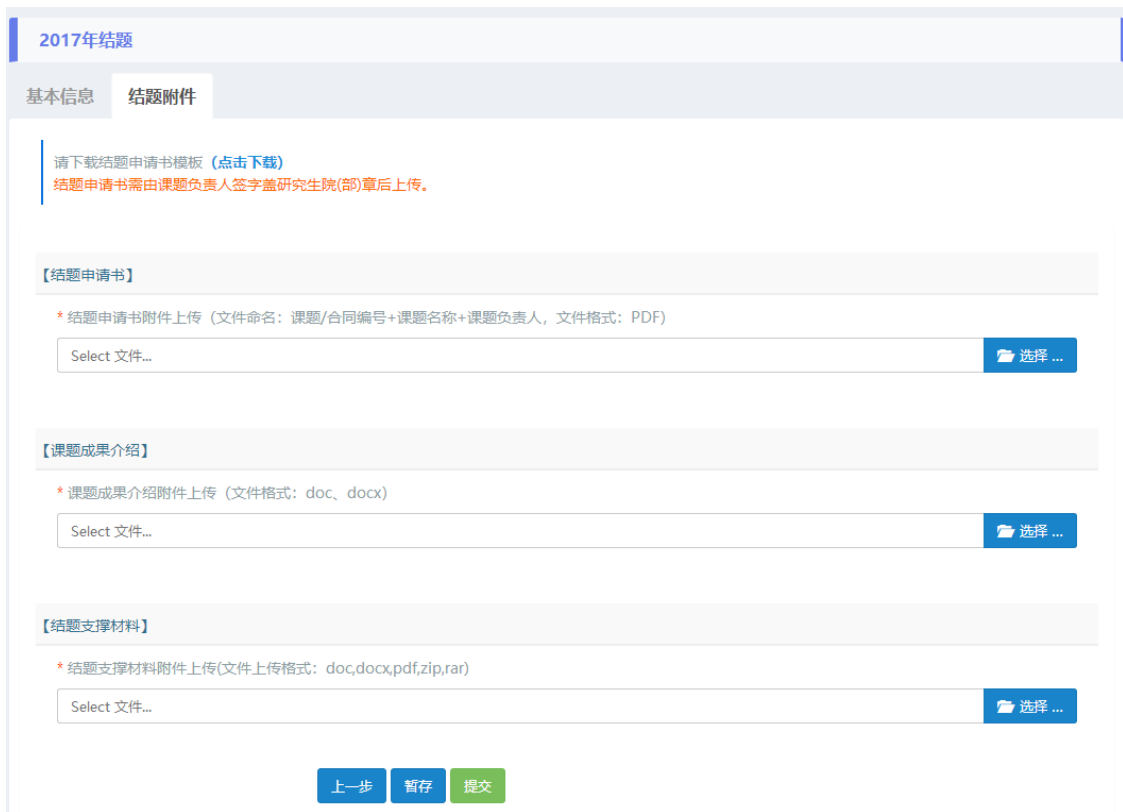 2017年结题
基本信息 结题附件
请下载结题申请书模板（点击下载）
结题申请书需由课题负责人签字盖研究生院(部)章后上传。
【结题申请书】
* 结题申请书附件上传（文件命名：课题/合同编号+课题名称+课题负责人，文件格式：PDF）
Select 文件... 选择 ...
【课题成果介绍】
* 课题成果介绍附件上传（文件格式：doc、docx）
Select 文件... 选择 ...
【结题支撑材料】
* 结题支撑材料附件上传(文件上传格式：doc,docx,pdf,zip,rar)
Select 文件... 选择 ...
上一步 暂存 提交